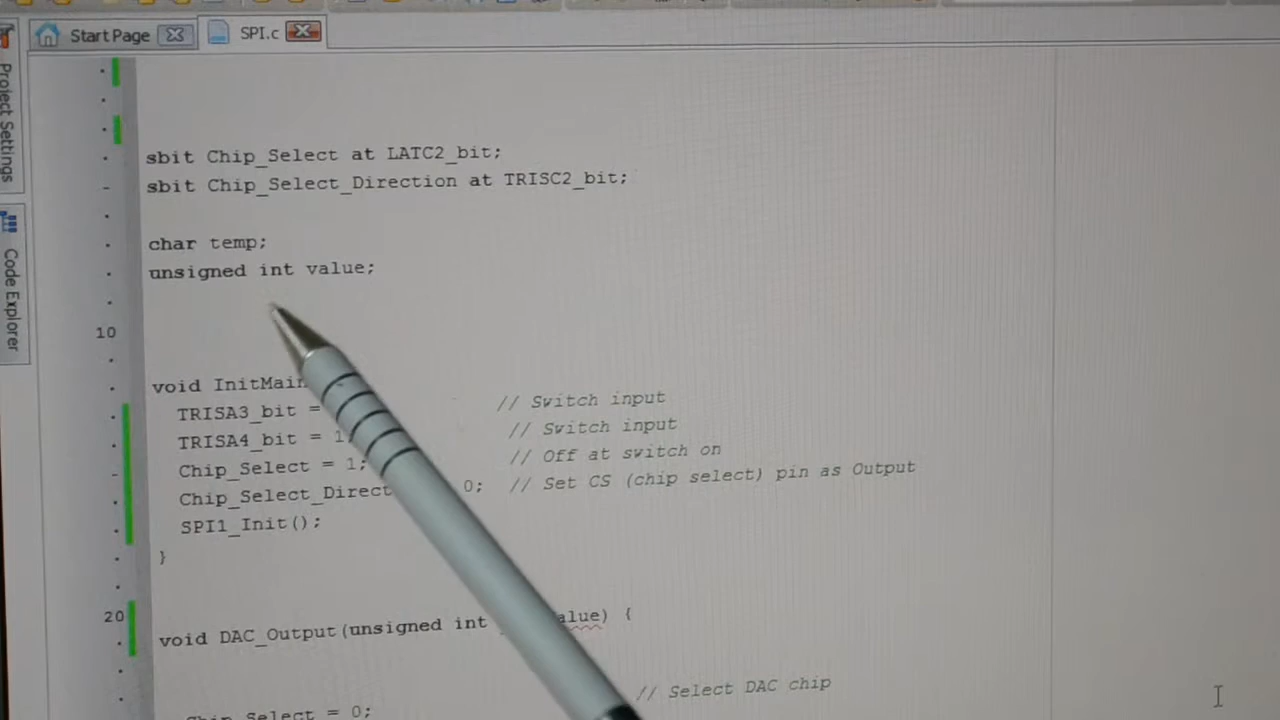 Start Page
SPI.c
Project Settings
Code Explorer
sbit Chip_Select at LATC2_bit;
sbit Chip_Select_Direction at TRISC2_bit;
char temp;
unsigned int value;
10
void InitMain
TRISA3_bit = // Switch input
TRISA4_bit = 1; // Switch input
Chip_Select = 1; // Off at switch on
Chip_Select_Direct 0; // Set CS (chip select) pin as Output
SPI1_Init();
}
20
void DAC_Output(unsigned int alue) {
// Select DAC chip
Chip_Select = 0;